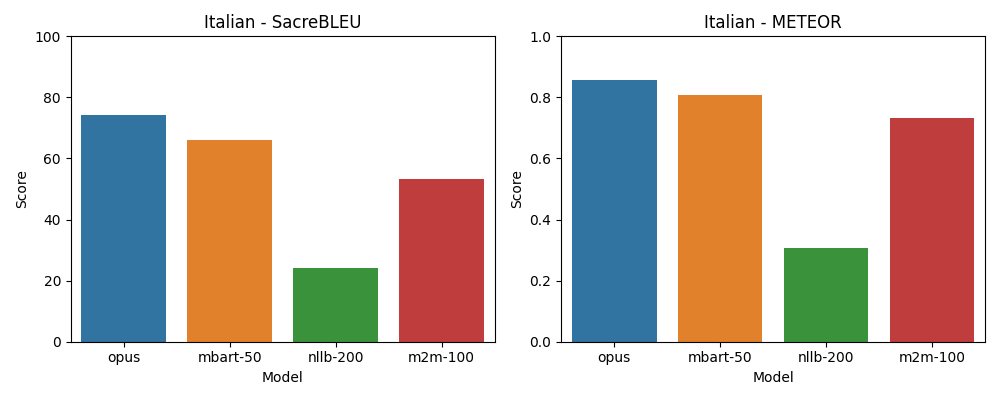 Italian - SacreBLEU
100
80
60
40
20
0
Score
opus mbart-50 nllb-200 m2m-100
Model
Italian - METEOR
1.0
0.8
0.6
0.4
0.2
0.0
Score
opus mbart-50 nllb-200 m2m-100
Model